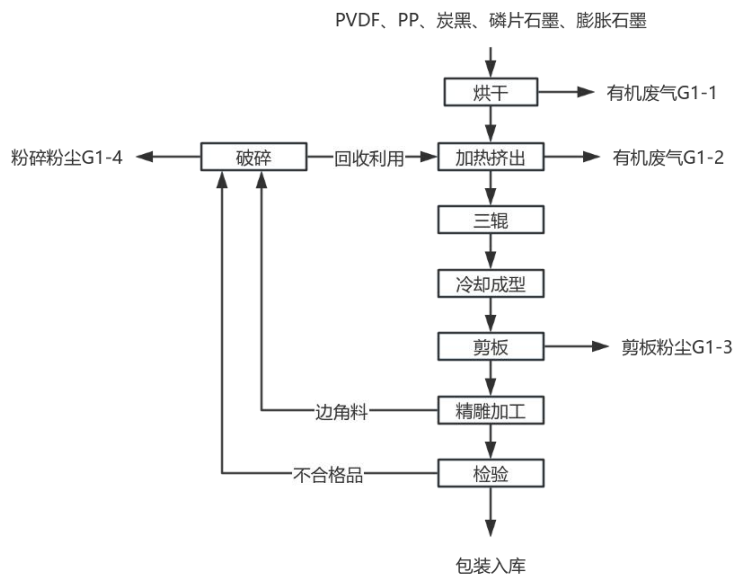 PVDF、PP、炭黑、磷片石墨、膨胀石墨
烘干
有机废气G1-1
粉碎粉尘G1-4
破碎
回收利用
加热挤出
有机废气G1-2
三辊
冷却成型
剪板
剪板粉尘G1-3
边角料
精雕加工
不合格品
检验
包装入库